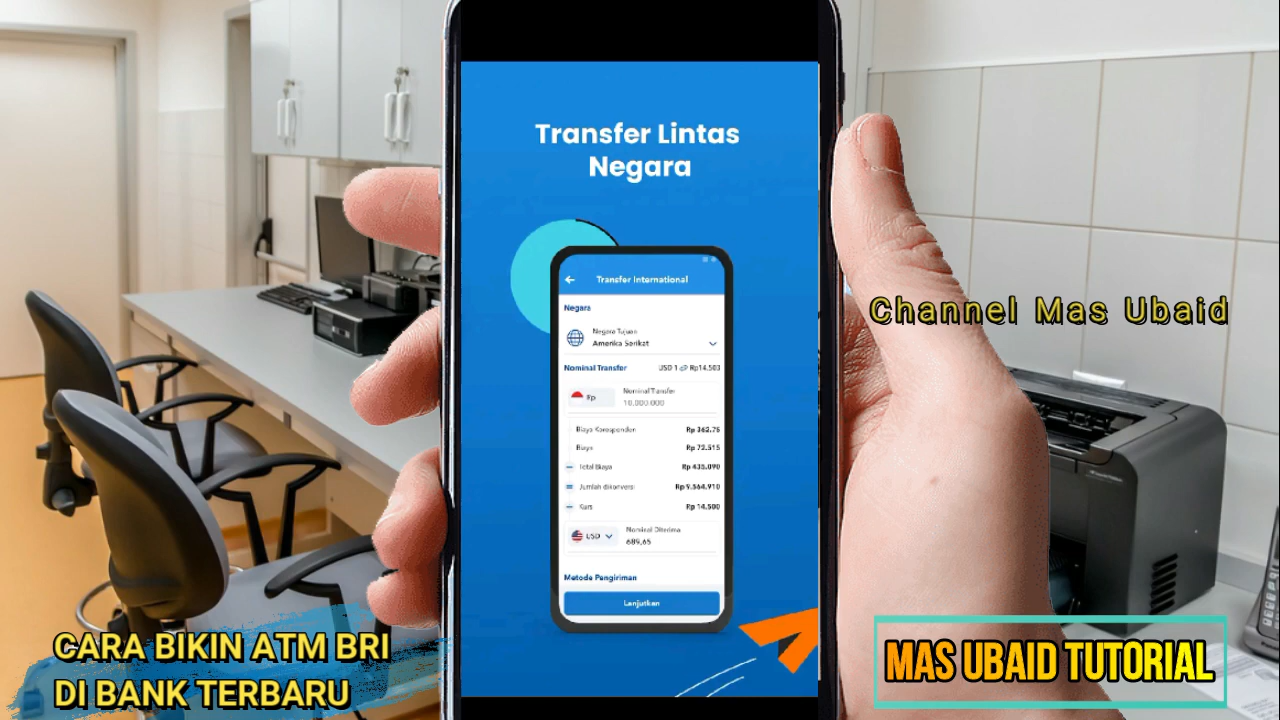 Transfer Lintas
Negara
Transfer International
Negara
Negara Tujuan
Amerika Serikat
Nominal Transfer USD 1 Rp14.503
Rp
Nominal Transfer
10.000.000
Biaya Koresponden Rp 362.75
Biaya Rp 72.515
Total Biaya Rp 435.090
Jumlah dikonversi Rp 9.564.910
Kurs Rp 14.500
USD
Nominal Diterima
689,65
Metode Pengiriman
Lanjutkan
Channel Mas Ubaid
CARA BIKIN ATM BRI
DI BANK TERBARU
MAS UBAID TUTORIAL